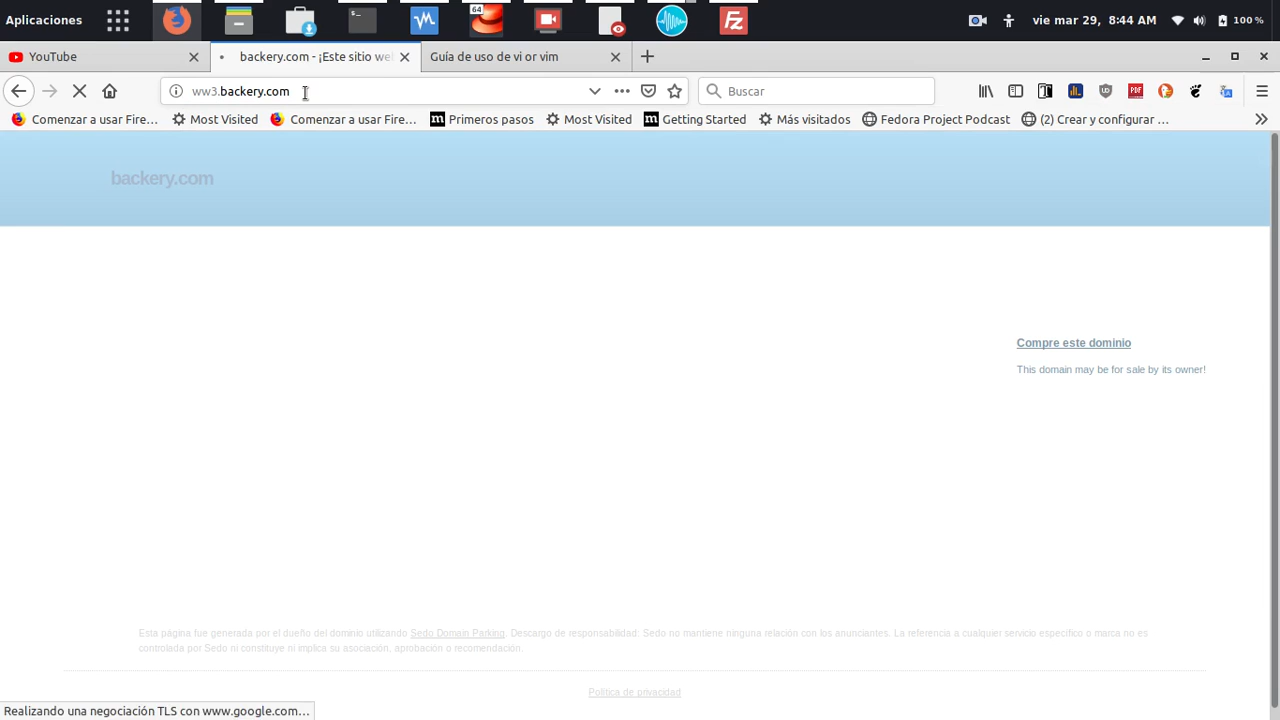 Aplicaciones
64
vie mar 29, 8:44 AM
100 %
YouTube
backery.com - ¡Este sitio we
Guía de uso de vi or vim
ww3.backery.com
Buscar
Comenzar a usar Fire…
Most Visited
Comenzar a usar Fire…
Primeros pasos
Most Visited
Getting Started
Más visitados
Fedora Project Podcast
(2) Crear y configurar …
backery.com
Compre este dominio
This domain may be for sale by its owner!
Esta página fue generada por el dueño del dominio utilizando Sedo Domain Parking. Descargo de responsabilidad: Sedo no mantiene ninguna relación con los anunciantes. La referencia a cualquier servicio específico o marca no es
controlada por Sedo ni constituye ni implica su asociación, aprobación o recomendación.
Política de privacidad
Realizando una negociación TLS con www.google.com…